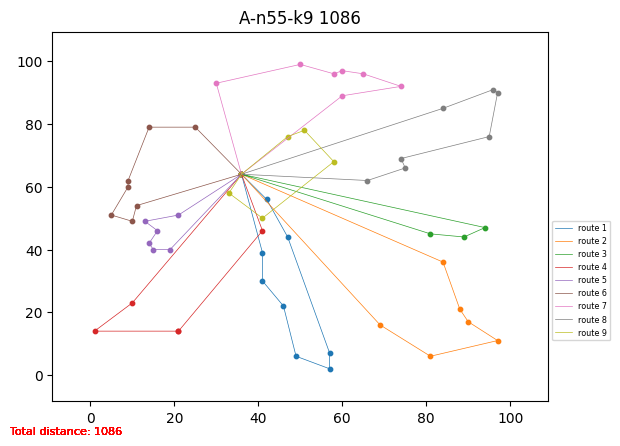 A-n55-k9 1086
100
80
60
40
20
0
0 20 40 60 80 100
route 1
route 2
route 3
route 4
route 5
route 6
route 7
route 8
route 9
Total distance: 1086